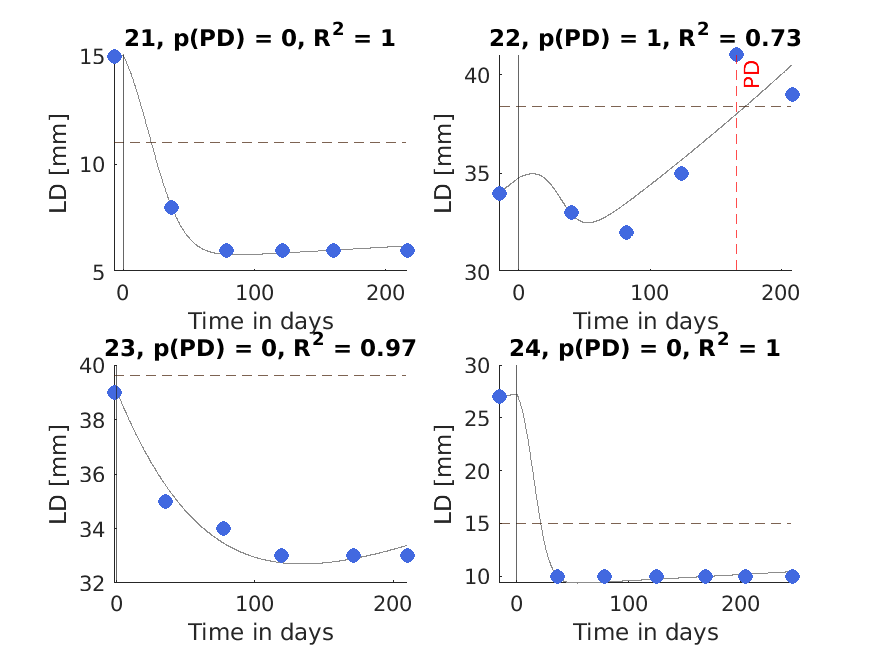 21, p(PD) = 0, R² = 1
15
10
5
LD [mm]
0
100
200
Time in days
22, p(PD) = 1, R² = 0.73
40
35
30
LD [mm]
PD
0
100
200
Time in days
23, p(PD) = 0, R² = 0.97
40
38
36
34
32
LD [mm]
0
100
200
Time in days
24, p(PD) = 0, R² = 1
30
25
20
15
10
LD [mm]
0
100
200
Time in days